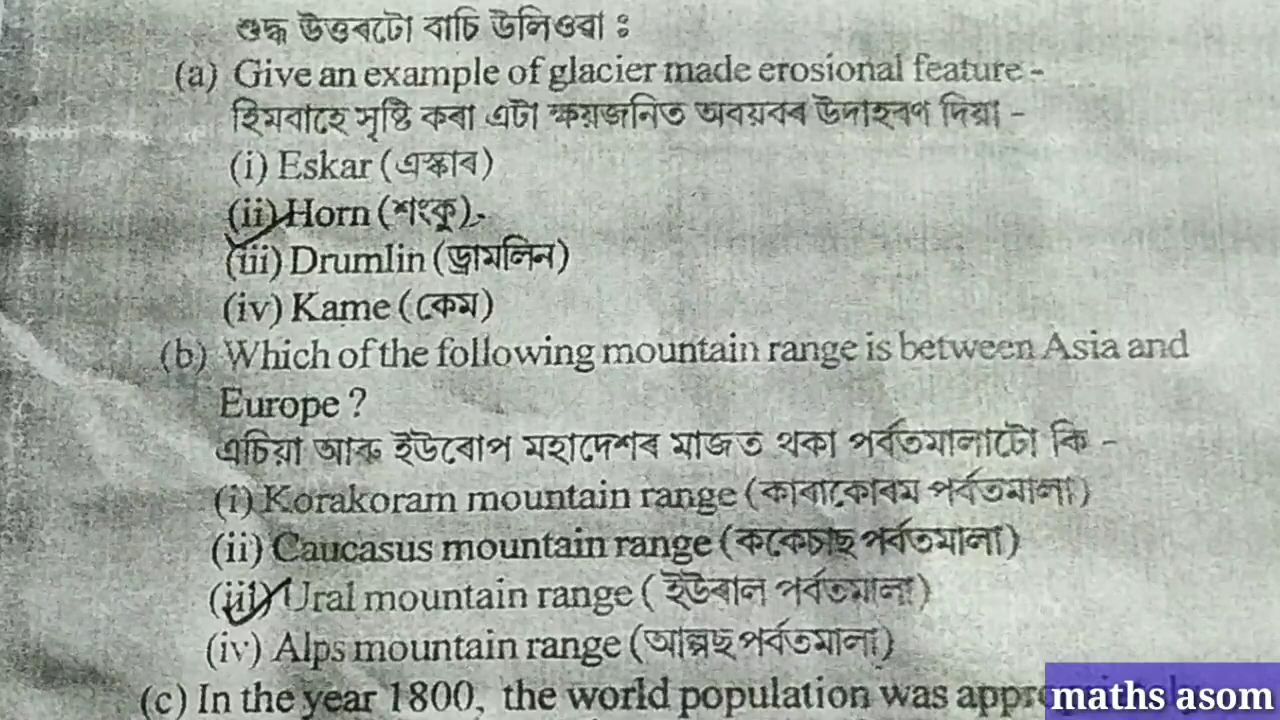 শুদ্ধ উত্তৰটো বাচি উলিওৱা :
(a) Give an example of glacier made erosional feature -
হিমবাহে সৃষ্টি কৰা এটা ক্ষয়জনিত অবয়বৰ উদাহৰণ দিয়া -
(i) Eskar (এস্কাৰ)
(ii) Horn (শংকু)-
(iii) Drumlin (ড্ৰামলিন)
(iv) Kame (কেম)
(b) Which of the following mountain range is between Asia and
Europe ?
এচিয়া আৰু ইউৰোপ মহাদেশৰ মাজত থকা পৰ্বতমালাটো কি -
(i) Korakoram mountain range (কাৰাকোৰম পৰ্বতমালা)
(ii) Caucasus mountain range (ককেচাছ পৰ্বতমালা)
(iii) Ural mountain range ( ইউৰাল পৰ্বতমালা)
(iv) Alps mountain range (আল্পছ পৰ্বতমালা)
(c) In the year 1800, the world population was
maths asom